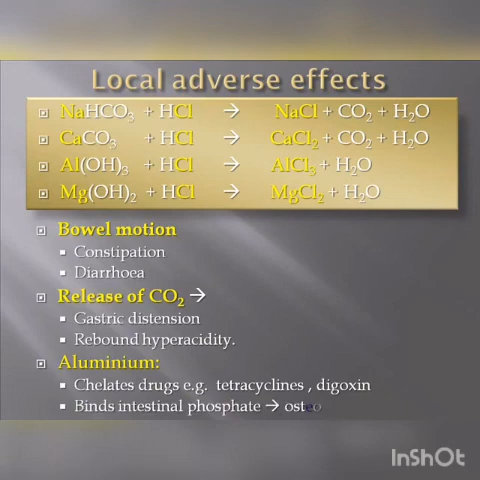 Local adverse effects
NaHCO₃ + HCl → NaCl + CO₂ + H₂O
CaCO₃ + HCl → CaCl₂ + CO₂ + H₂O
Al(OH)₃ + HCl → AlCl₃ + H₂O
Mg(OH)₂ + HCl → MgCl₂ + H₂O
Bowel motion
Constipation
Diarrhoea
Release of CO₂ →
Gastric distension
Rebound hyperacidity.
Aluminium:
Chelates drugs e.g. tetracyclines , digoxin
Binds intestinal phosphate → osteo
InShOt